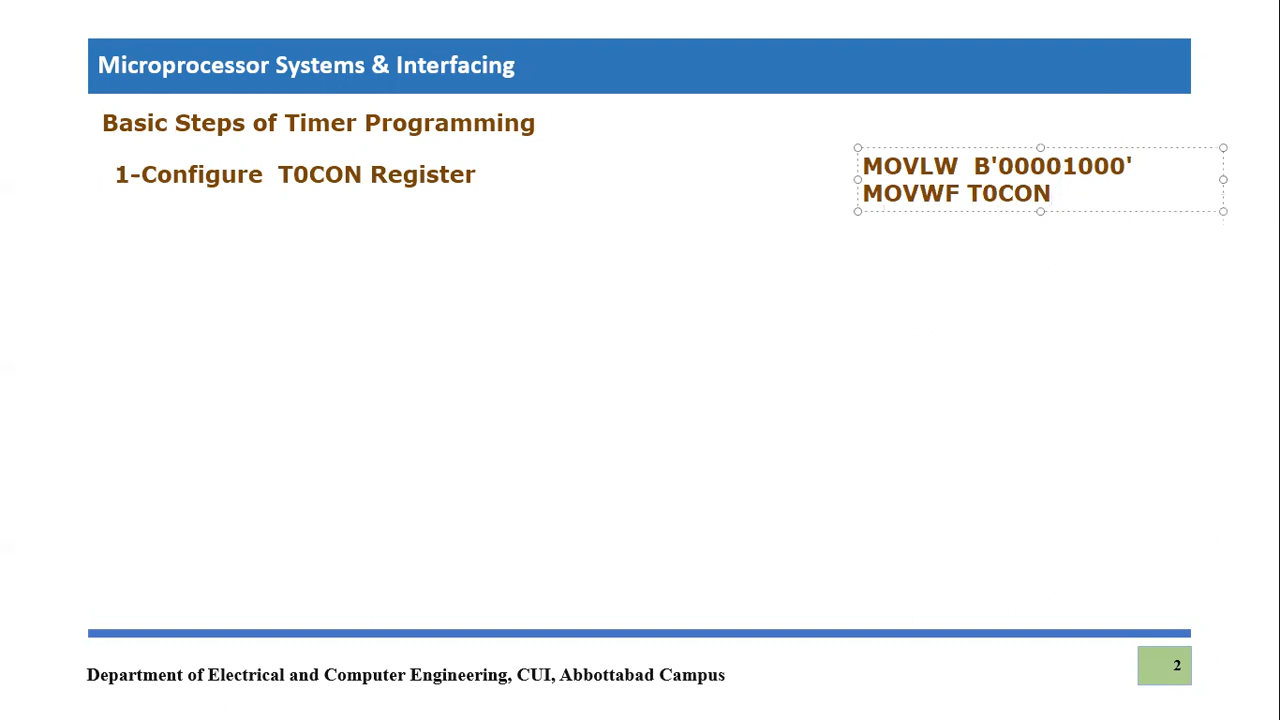 Microprocessor Systems & Interfacing
Basic Steps of Timer Programming
1-Configure  T0CON Register
MOVLW  B'00001000'
MOVWF T0CON
Department of Electrical and Computer Engineering, CUI, Abbottabad Campus
2